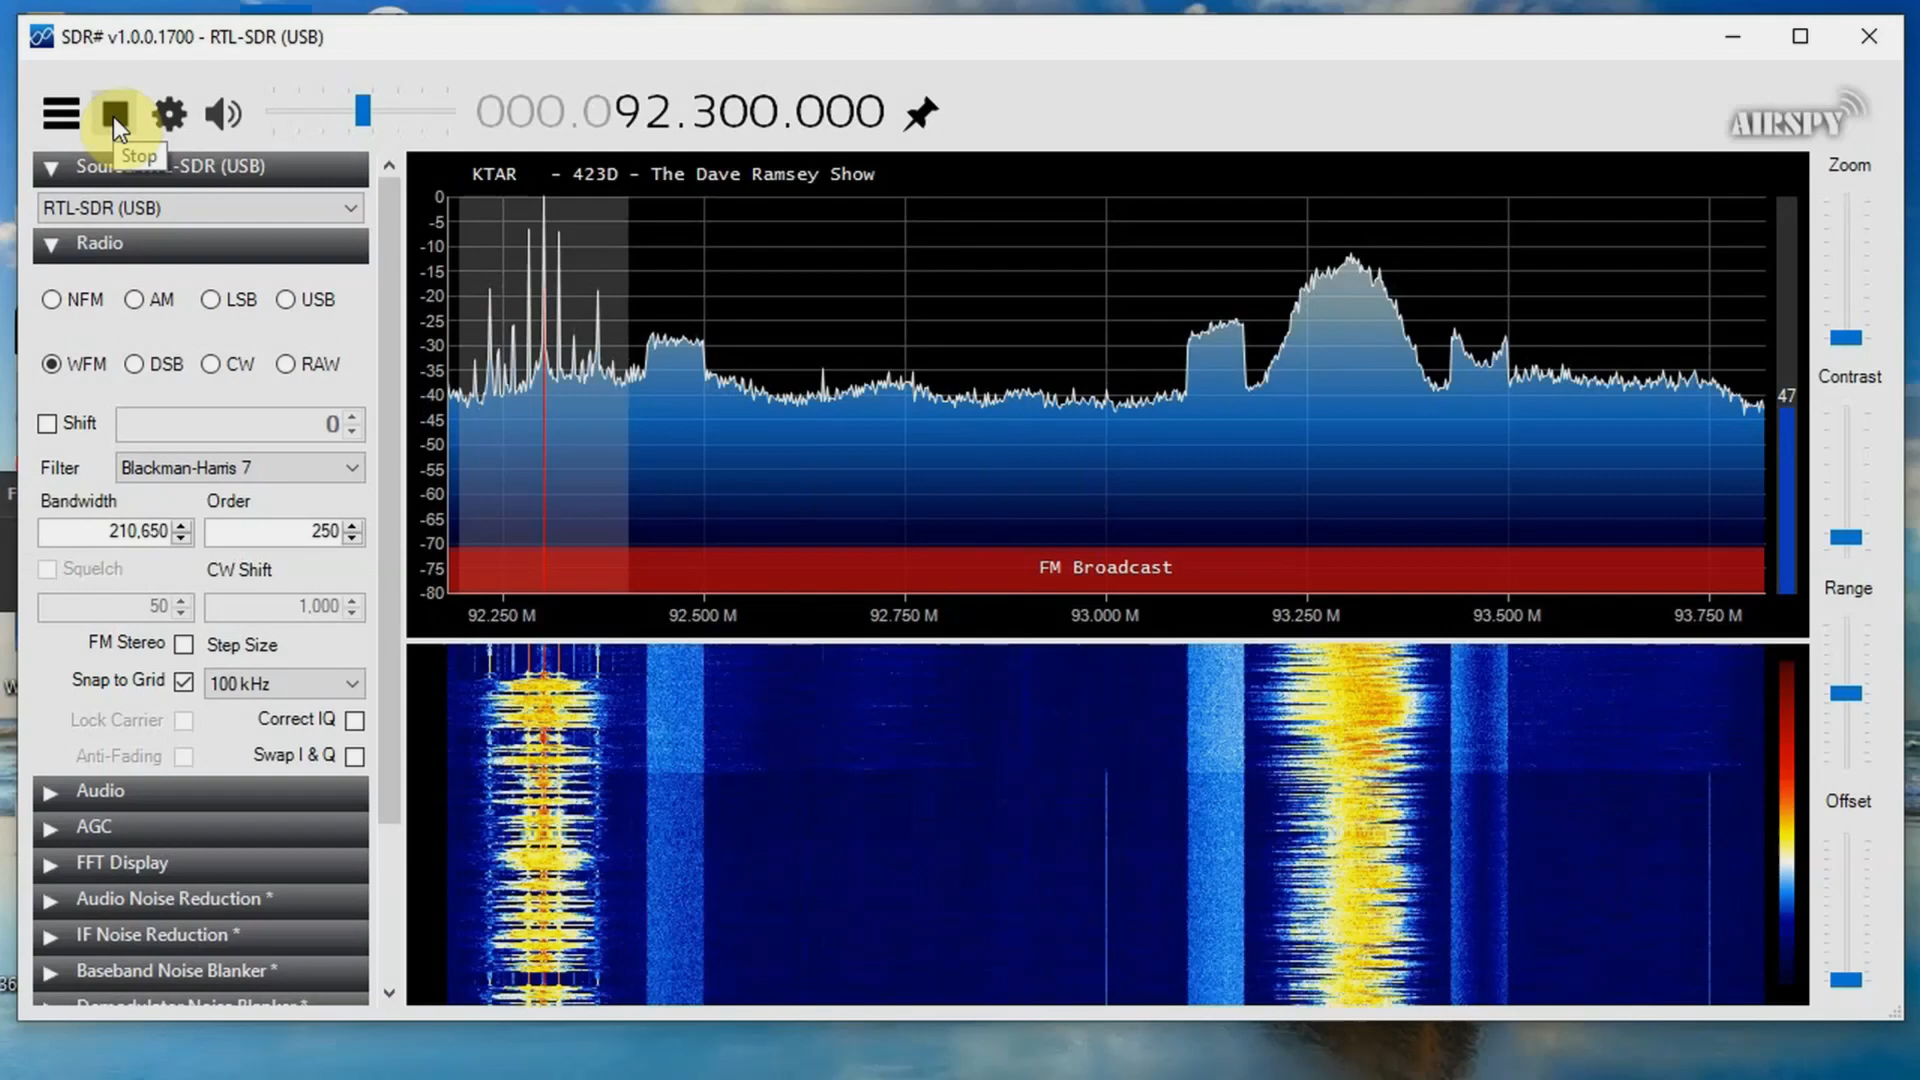 SDR# v1.0.0.1700 - RTL-SDR (USB)
000.092.300.000
AIRSPY
Stop
RTL-SDR (USB)
KTAR - 423D - The Dave Ramsey Show
Zoom
RTL-SDR (USB)
Radio
NFM AM LSB USB
WFM DSB CW RAW
Shift 0
Filter Blackman-Harris 7
Bandwidth Order
210,650 250
Squelch CW Shift
50 1,000
FM Stereo Step Size
Snap to Grid 100 kHz
Lock Carrier Correct IQ
Anti-Fading Swap I & Q
Audio
AGC
FFT Display
Audio Noise Reduction *
IF Noise Reduction *
Baseband Noise Blanker *
0
-5
-10
-15
-20
-25
-30
-35
-40
-45
-50
-55
-60
-65
-70
-75
-80
FM Broadcast
92.250 M 92.500 M 92.750 M 93.000 M 93.250 M 93.500 M 93.750 M
47
Contrast
Range
Offset